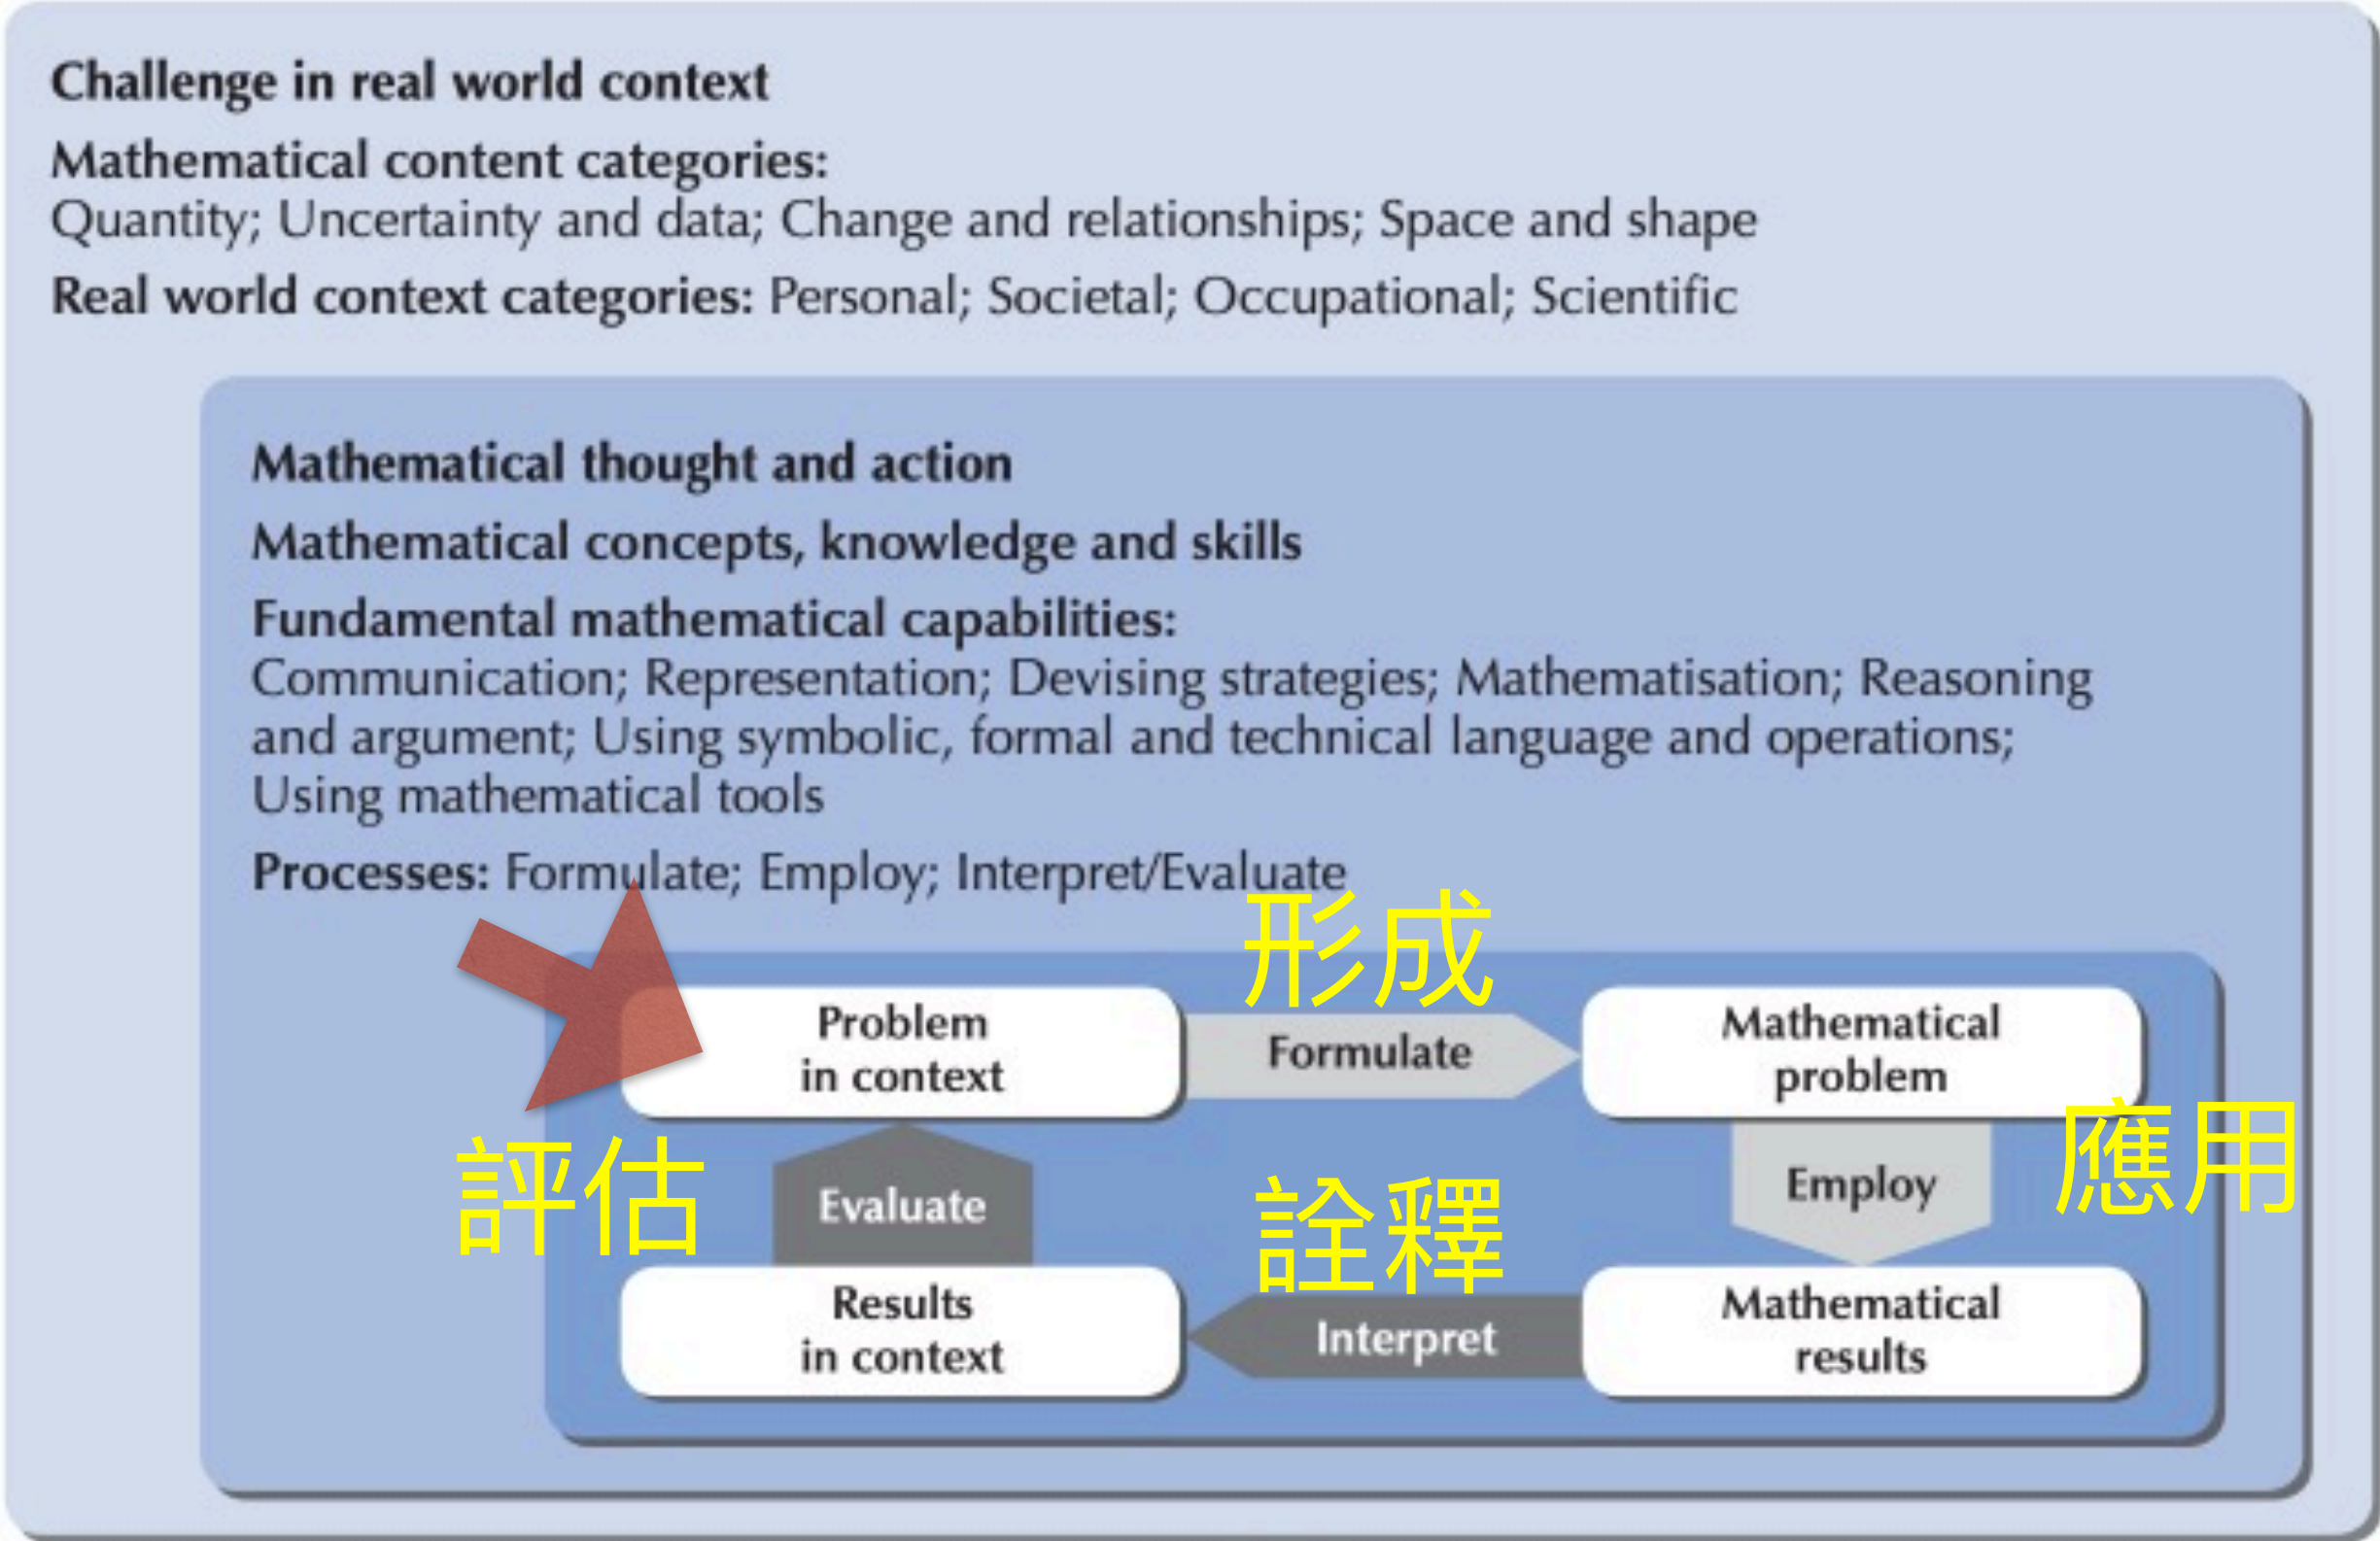 Challenge in real world context
Mathematical content categories:
Quantity; Uncertainty and data; Change and relationships; Space and shape
Real world context categories: Personal; Societal; Occupational; Scientific
Mathematical thought and action
Mathematical concepts, knowledge and skills
Fundamental mathematical capabilities:
Communication; Representation; Devising strategies; Mathematisation; Reasoning
and argument; Using symbolic, formal and technical language and operations;
Using mathematical tools
Processes: Formulate; Employ; Interpret/Evaluate
形成
Problem
in context
Formulate
Mathematical
problem
評估
Evaluate
詮釋
Employ
應用
Results
in context
Interpret
Mathematical
results